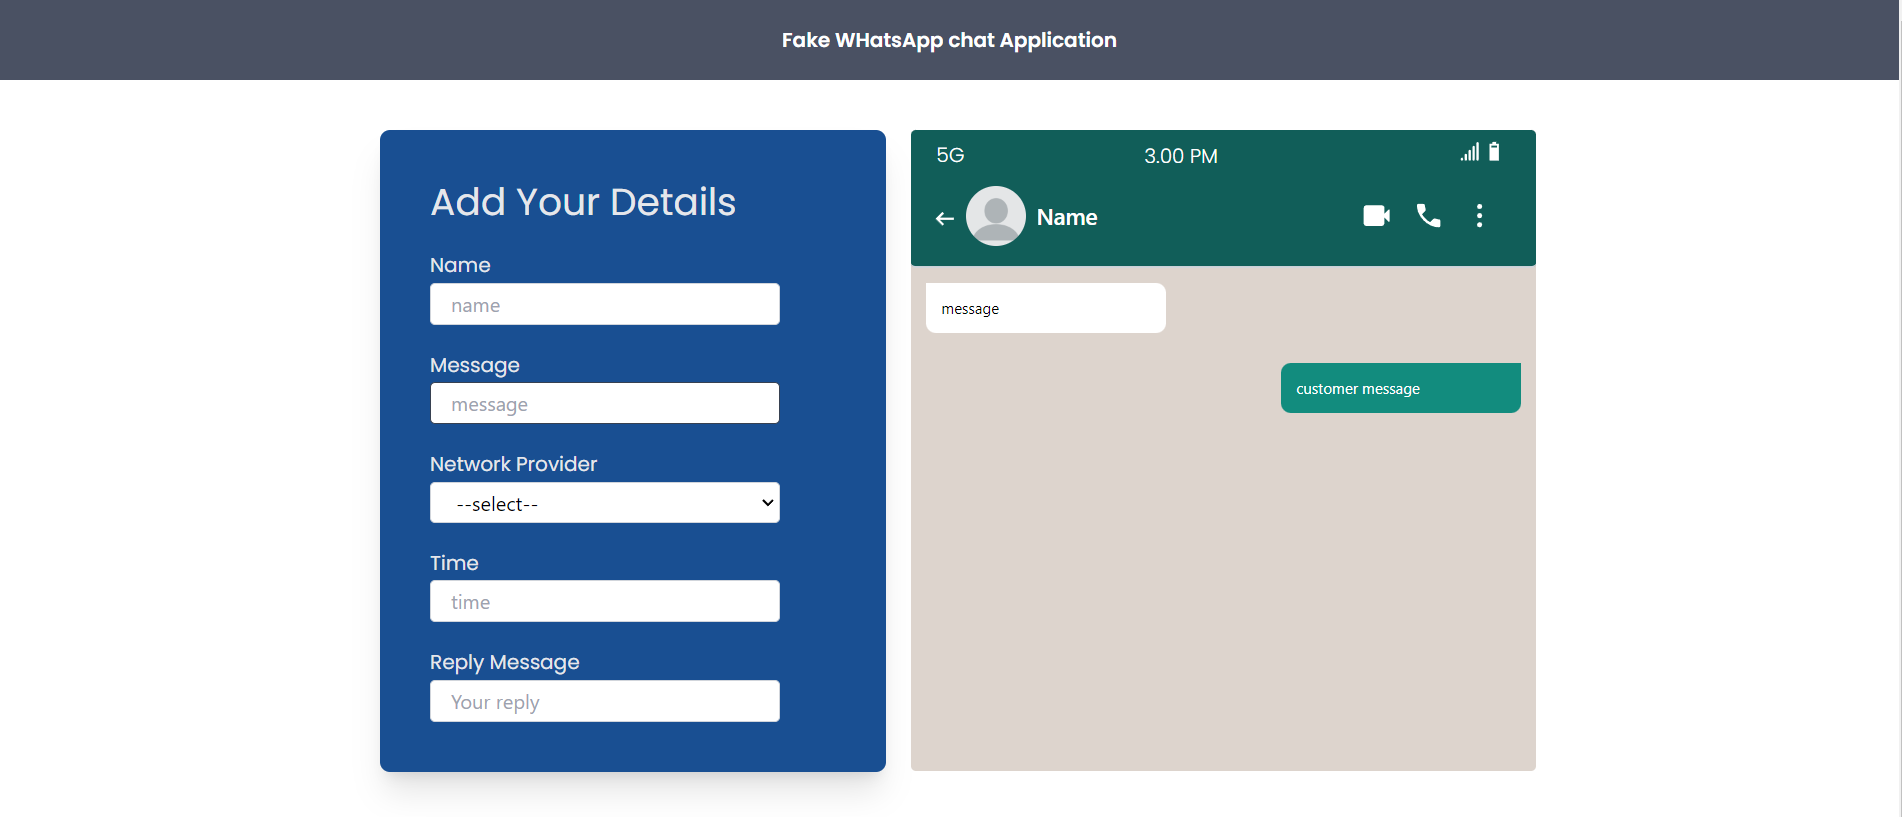 Fake WHatsApp chat Application
Add Your Details
Name
name
Message
message
Network Provider
--select--
Time
time
Reply Message
Your reply
5G
3.00 PM
Name
message
customer message